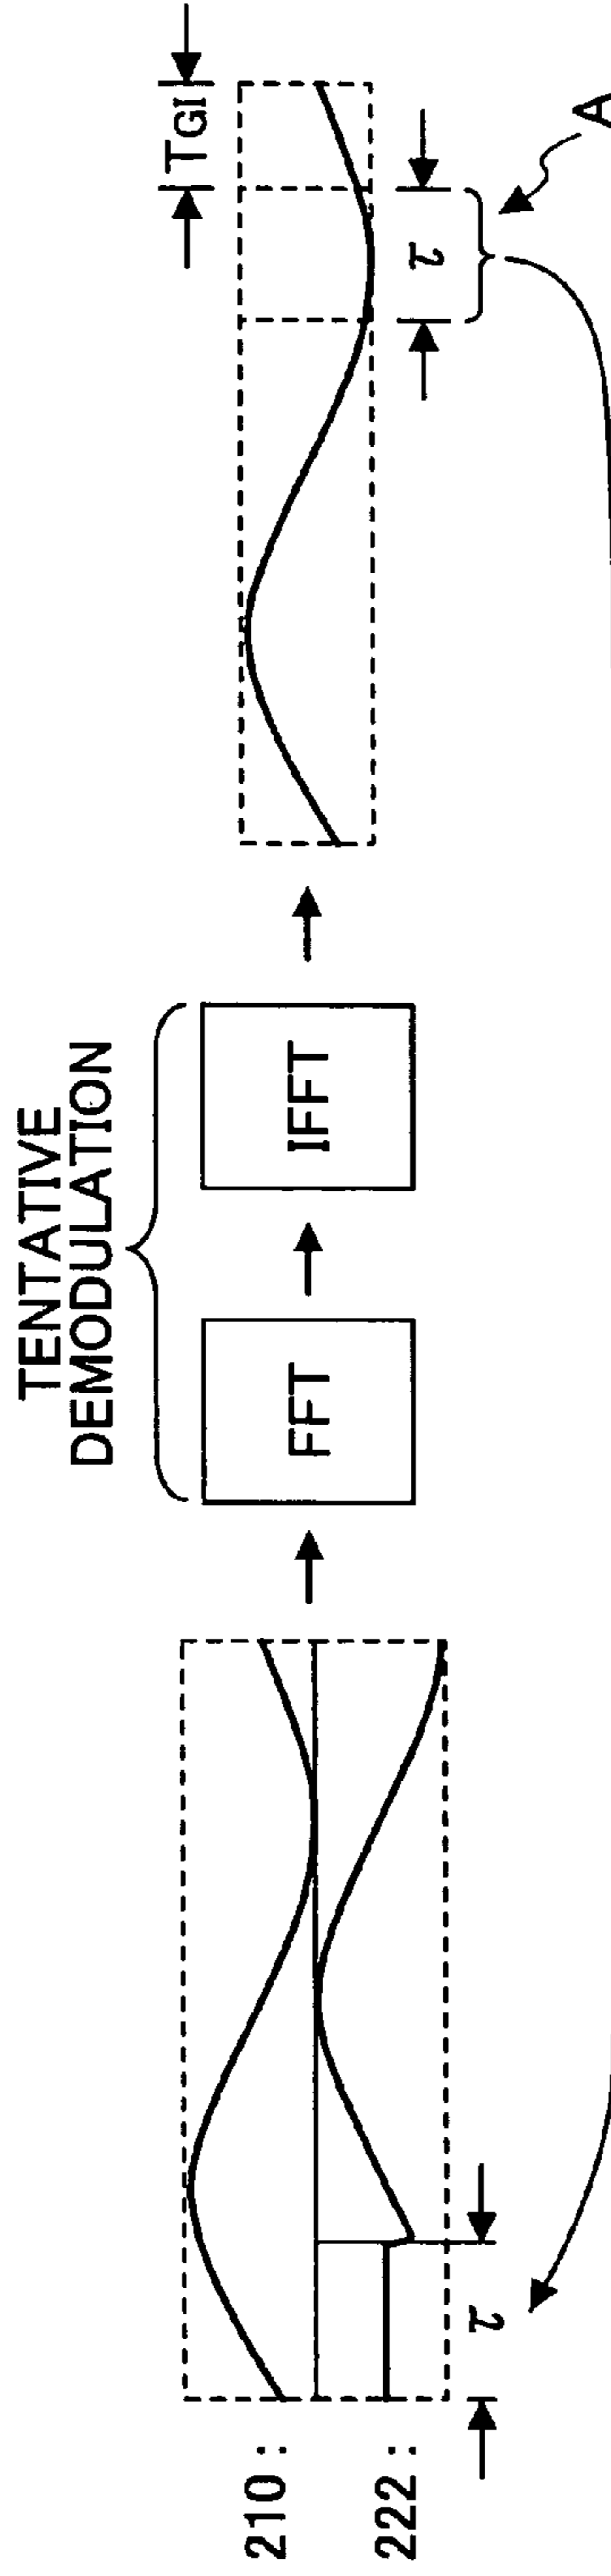 TENTATIVE
DEMODULATION
210 :
222 :
FFT
IFFT
TGI
τ
τ
A